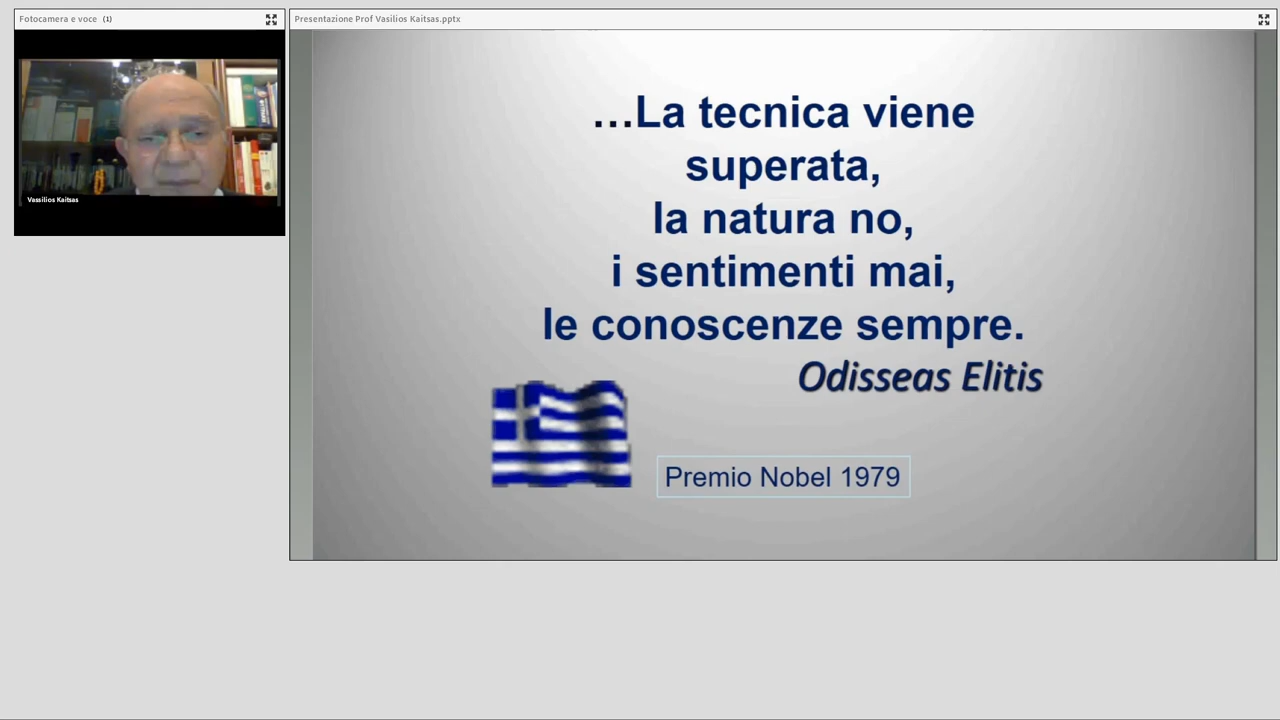 Fotocamera e voce (1)
Vassilios Kaitsas
Presentazione Prof Vasilios Kaitsas.pptx
…La tecnica viene
superata,
la natura no,
i sentimenti mai,
le conoscenze sempre.
Odisseas Elitis
Premio Nobel 1979